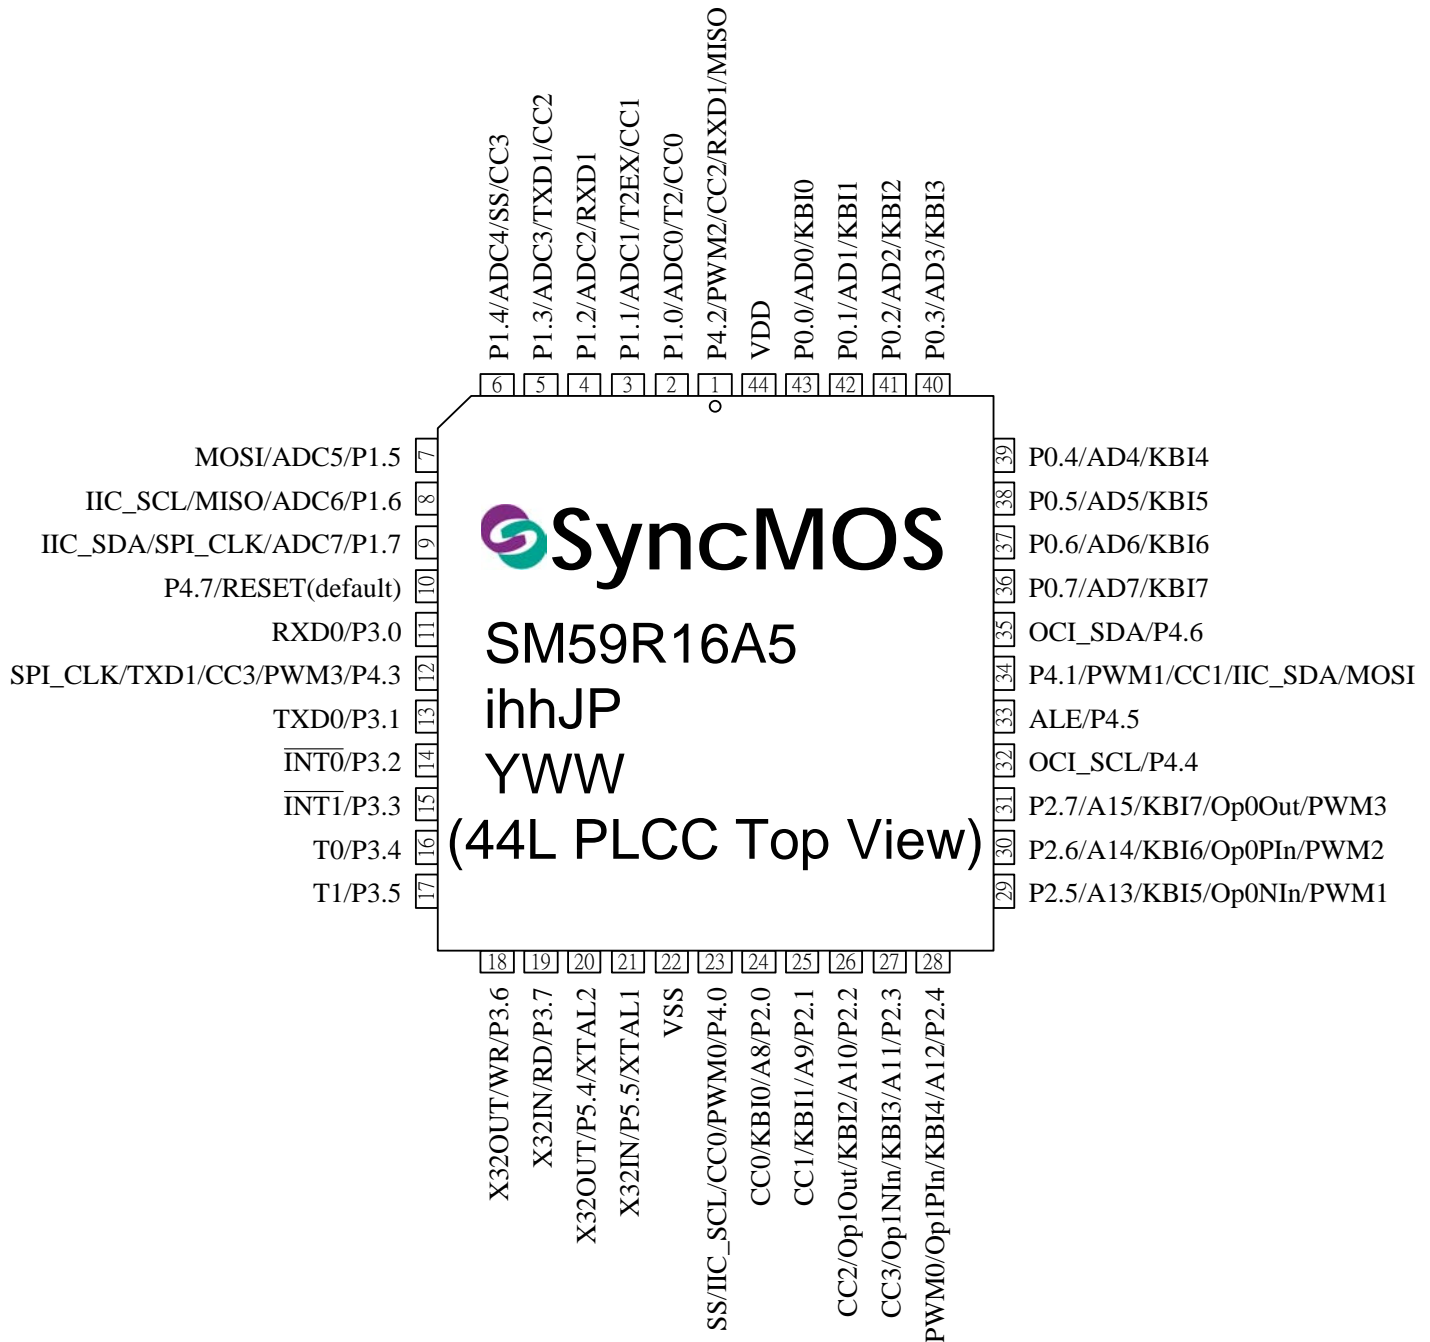 P1.4/ADC4/SS/CC3
P1.3/ADC3/TXD1/CC2
P1.2/ADC2/RXD1
P1.1/ADC1/T2EX/CC1
P1.0/ADC0/T2/CC0
P4.2/PWM2/CC2/RXD1/MISO
VDD
P0.0/AD0/KBI0
P0.1/AD1/KBI1
P0.2/AD2/KBI2
P0.3/AD3/KBI3
6 5 4 3 2 1 44 43 42 41 40
MOSI/ADC5/P1.5 7
IIC_SCL/MISO/ADC6/P1.6 8
IIC_SDA/SPI_CLK/ADC7/P1.7 9
P4.7/RESET(default) 10
RXD0/P3.0 11
SPI_CLK/TXD1/CC3/PWM3/P4.3 12
TXD0/P3.1 13
INT0/P3.2 14
INT1/P3.3 15
T0/P3.4 16
T1/P3.5 17
SyncMOS
SM59R16A5
ihhJP
YWW
(44L PLCC Top View)
39 P0.4/AD4/KBI4
38 P0.5/AD5/KBI5
37 P0.6/AD6/KBI6
36 P0.7/AD7/KBI7
35 OCI_SDA/P4.6
34 P4.1/PWM1/CC1/IIC_SDA/MOSI
33 ALE/P4.5
32 OCI_SCL/P4.4
31 P2.7/A15/KBI7/Op0Out/PWM3
30 P2.6/A14/KBI6/Op0PIn/PWM2
29 P2.5/A13/KBI5/Op0NIn/PWM1
18 19 20 21 22 23 24 25 26 27 28
X32OUT/WR/P3.6
X32IN/RD/P3.7
X32OUT/P5.4/XTAL2
X32IN/P5.5/XTAL1
VSS
SS/IIC_SCL/CC0/PWM0/P4.0
CC0/KBI0/A8/P2.0
CC1/KBI1/A9/P2.1
CC2/Op1Out/KBI2/A10/P2.2
CC3/Op1NIn/KBI3/A11/P2.3
PWM0/Op1PIn/KBI4/A12/P2.4